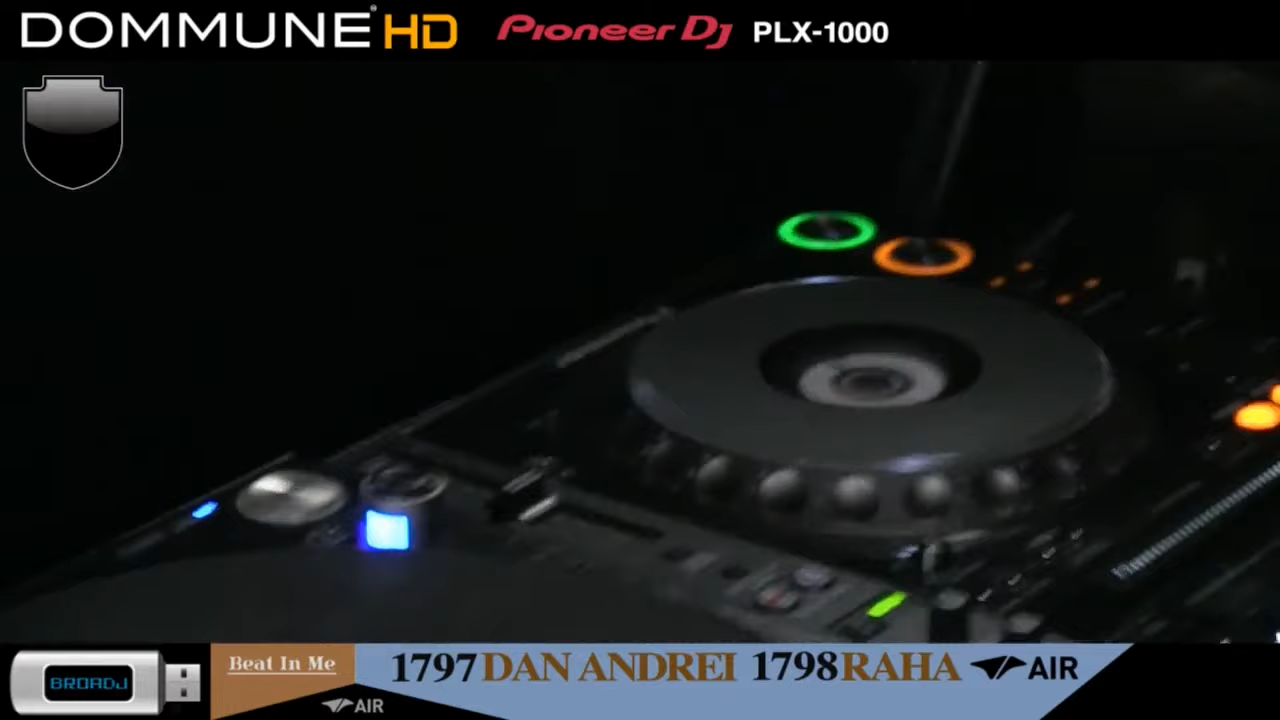 DOMMUNE® HD Pioneer Dj PLX-1000
BROADJ Beat In Me 1797 DAN ANDREI 1798 RAHA AIR
AIR